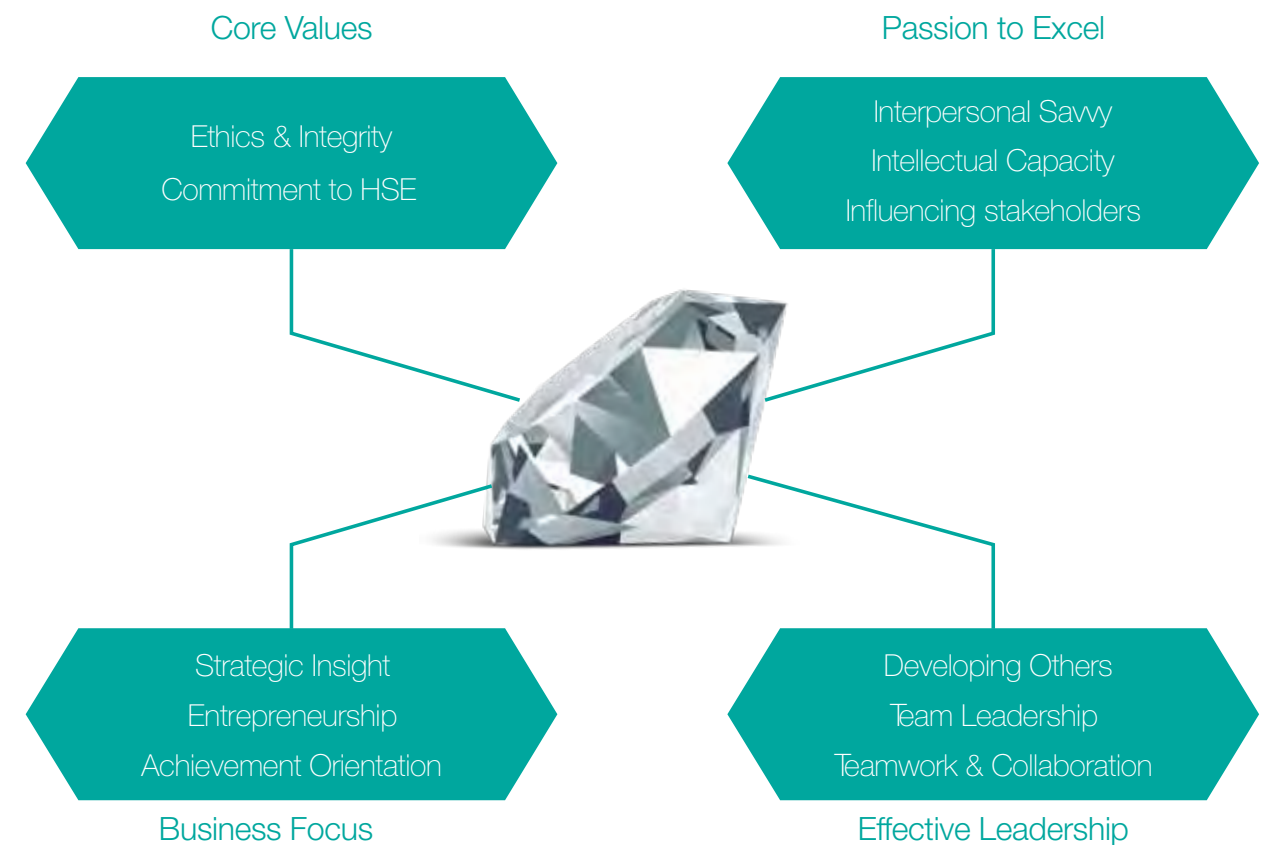 Core Values
Ethics & Integrity
Commitment to HSE
Passion to Excel
Interpersonal Savvy
Intellectual Capacity
Influencing stakeholders
Strategic Insight
Entrepreneurship
Achievement Orientation
Business Focus
Developing Others
Team Leadership
Teamwork & Collaboration
Effective Leadership